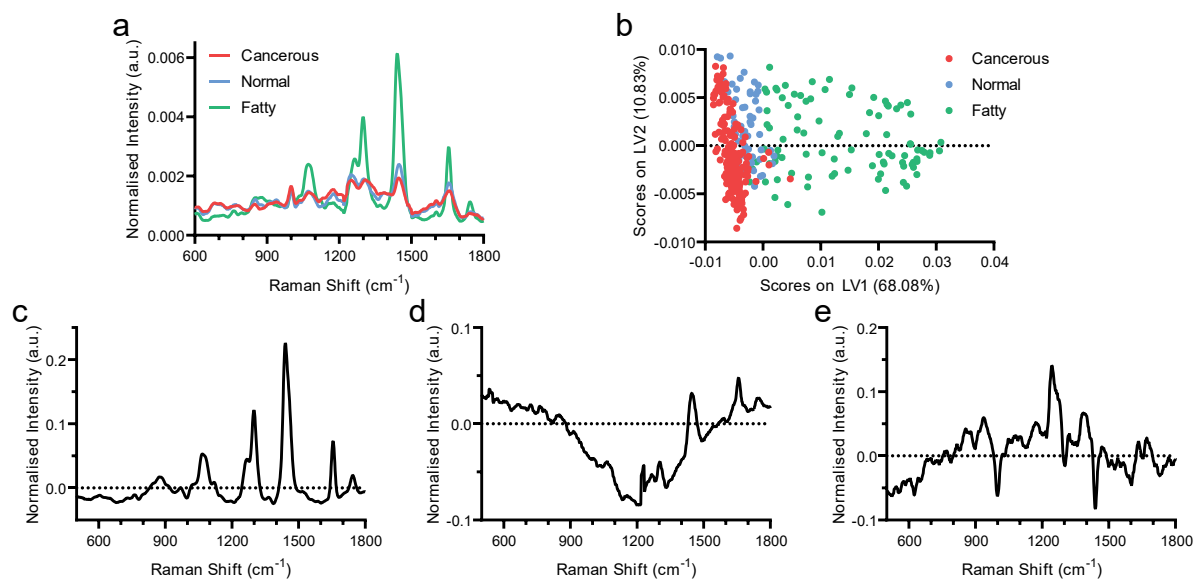 a
Cancerous
Normal
Fatty
Normalised Intensity (a.u.)
0.006
0.004
0.002
0.000
600 900 1200 1500 1800
Raman Shift (cm⁻¹)
b
Cancerous
Normal
Fatty
Scores on LV2 (10.83%)
0.010
0.005
0.000
-0.005
-0.010
-0.01 0.00 0.01 0.02 0.03 0.04
Scores on LV1 (68.08%)
c
Normalised Intensity (a.u.)
0.2
0.1
0.0
600 900 1200 1500 1800
Raman Shift (cm⁻¹)
d
Normalised Intensity (a.u.)
0.1
0.0
-0.1
600 900 1200 1500 1800
Raman Shift (cm⁻¹)
e
Normalised Intensity (a.u.)
0.2
0.1
0.0
-0.1
600 900 1200 1500 1800
Raman Shift (cm⁻¹)